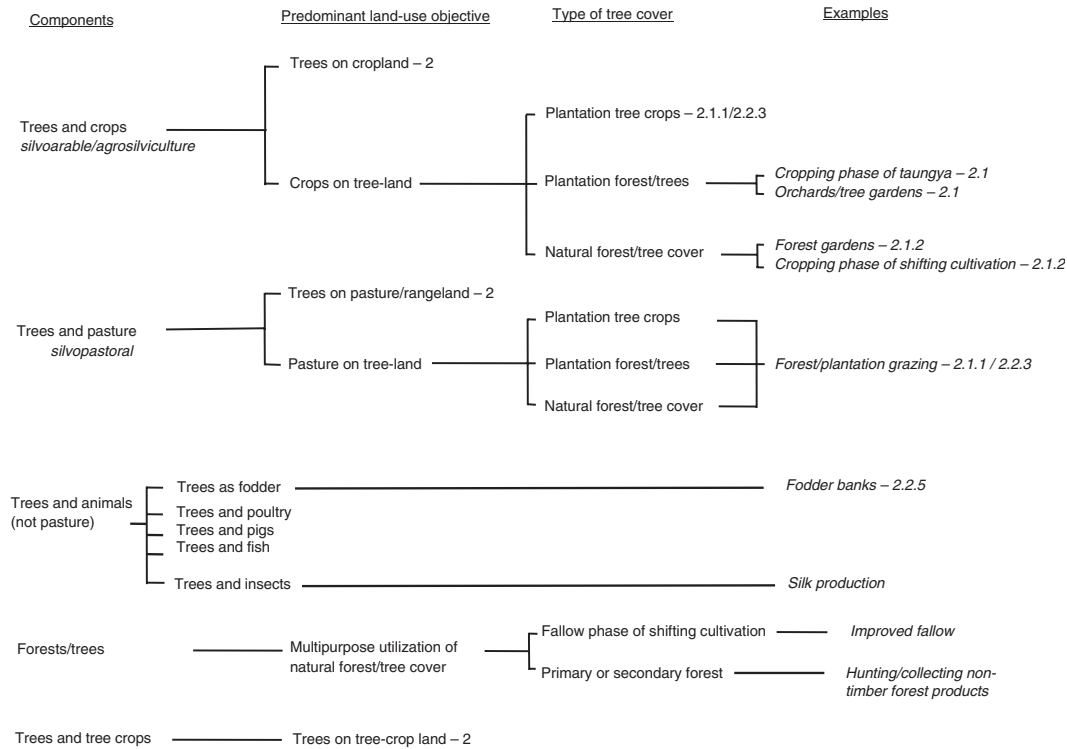 Components Predominant land-use objective Type of tree cover Examples
Trees on cropland – 2
Trees and crops
silvoarable/agrosilviculture
Plantation tree crops – 2.1.1/2.2.3
Crops on tree-land
Plantation forest/trees
Cropping phase of taungya – 2.1
Orchards/tree gardens – 2.1
Natural forest/tree cover
Forest gardens – 2.1.2
Cropping phase of shifting cultivation – 2.1.2
Trees on pasture/rangeland – 2
Trees and pasture
silvopastoral
Plantation tree crops
Pasture on tree-land
Plantation forest/trees
Forest/plantation grazing – 2.1.1 / 2.2.3
Natural forest/tree cover
Trees and animals
(not pasture)
Trees as fodder
Fodder banks – 2.2.5
Trees and poultry
Trees and pigs
Trees and fish
Trees and insects
Silk production
Forests/trees
Multipurpose utilization of
natural forest/tree cover
Fallow phase of shifting cultivation
Improved fallow
Primary or secondary forest
Hunting/collecting non-
timber forest products
Trees and tree crops
Trees on tree-crop land – 2